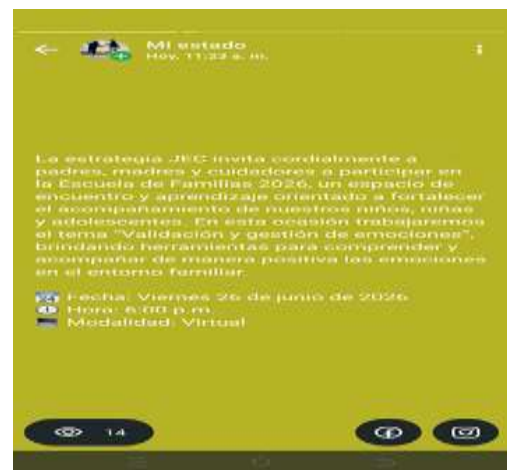 Mi estado
Hoy, 11:22 a. m.
La estrategia JEC invita cordialmente a
padres, madres y cuidadores a participar en
la Escuela de Familias 2026, un espacio de
encuentro y aprendizaje orientado a fortalecer
el acompañamiento de nuestros niños, niñas
y adolescentes. En esta ocasión trabajaremos
el tema "Validación y gestión de emociones",
brindando herramientas para comprender y
acompañar de manera positiva las emociones
en el entorno familiar.
Fecha: Viernes 26 de junio de 2026
Hora: 6:00 p.m
Modalidad: Virtual
14